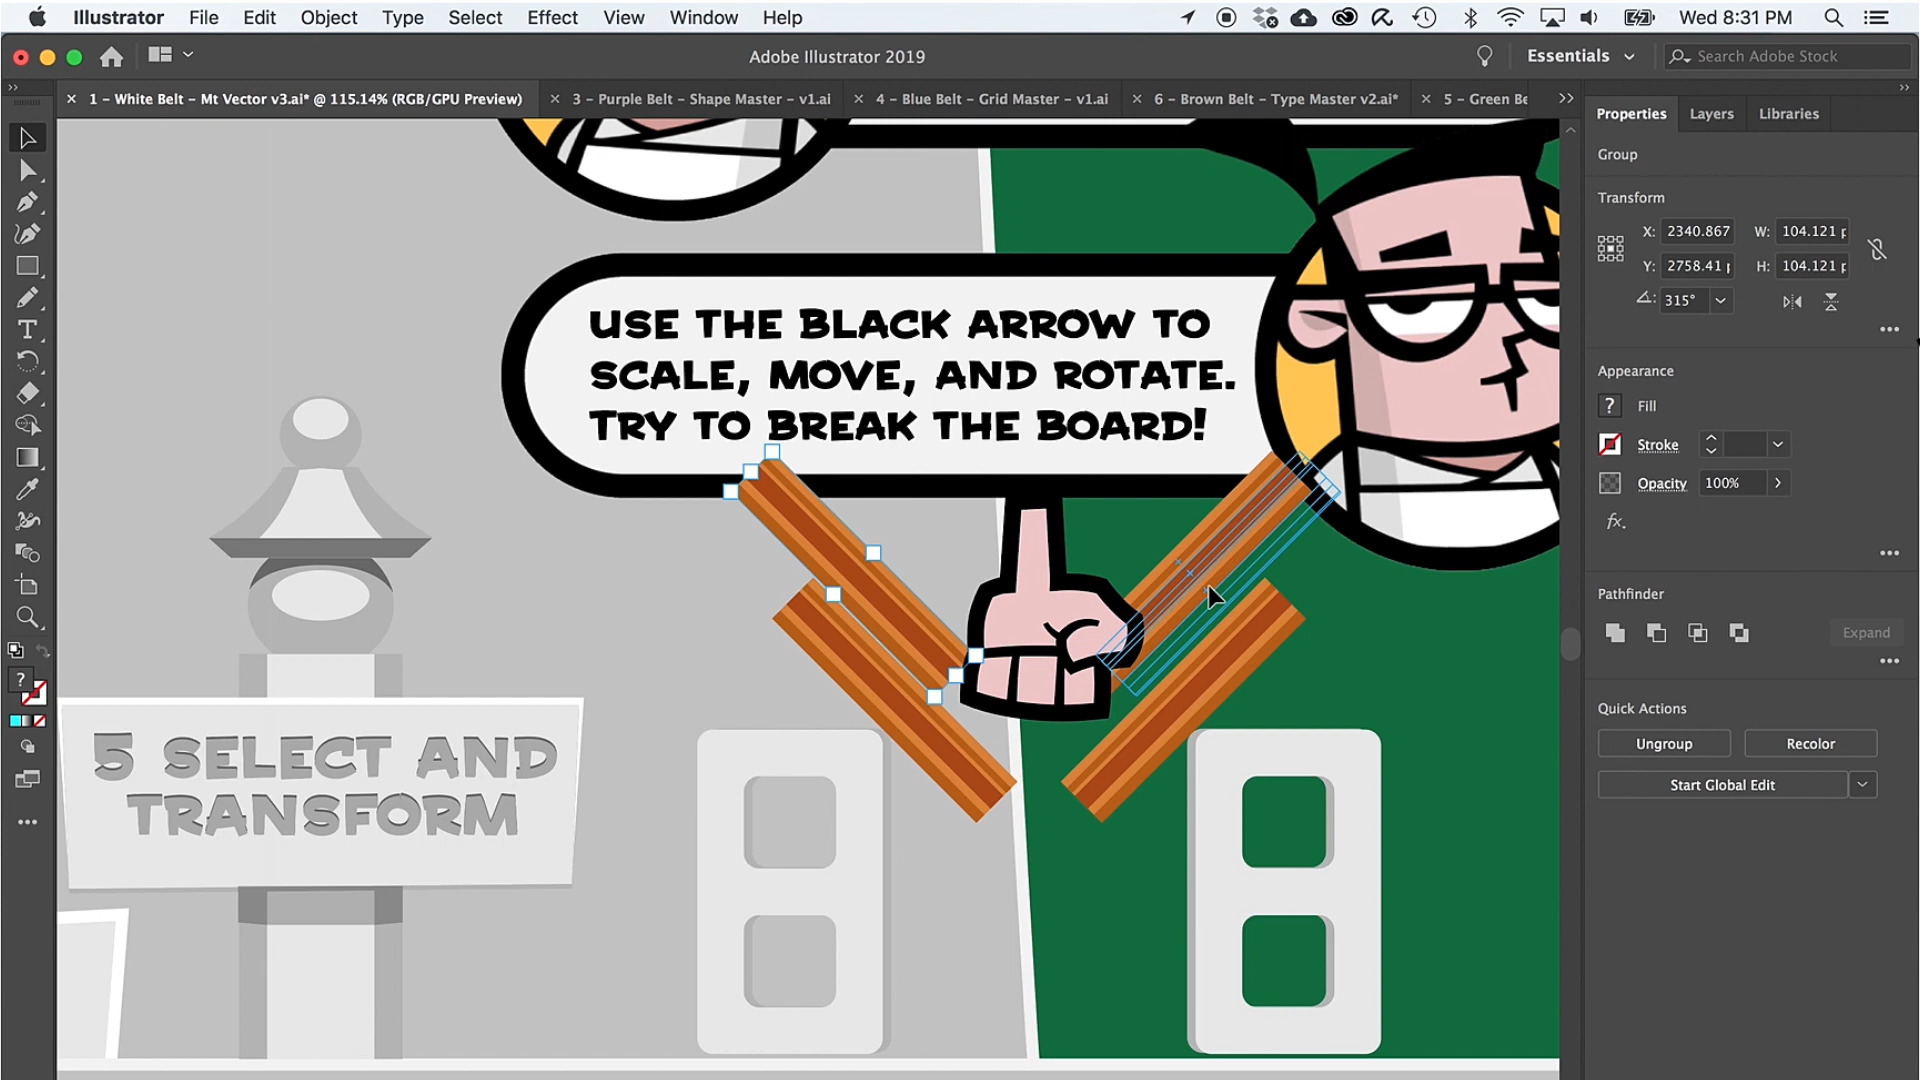 Illustrator File Edit Object Type Select Effect View Window Help Wed 8:31 PM
Adobe Illustrator 2019 Essentials Search Adobe Stock
1 – White Belt – Mt Vector v3.ai* @ 115.14% (RGB/GPU Preview) 3 – Purple Belt – Shape Master – v1.ai 4 – Blue Belt – Grid Master – v1.ai 6 – Brown Belt – Type Master v2.ai* 5 – Green Be
Properties Layers Libraries
Group
Transform
X: 2340.867 W: 104.121 p
Y: 2758.41 p H: 104.121 p
315°
Appearance
? Fill
Stroke
Opacity 100%
fx.
Pathfinder
Expand
Quick Actions
Ungroup Recolor
Start Global Edit
USE THE BLACK ARROW TO
SCALE, MOVE, AND ROTATE.
TRY TO BREAK THE BOARD!
5 SELECT AND
TRANSFORM
?